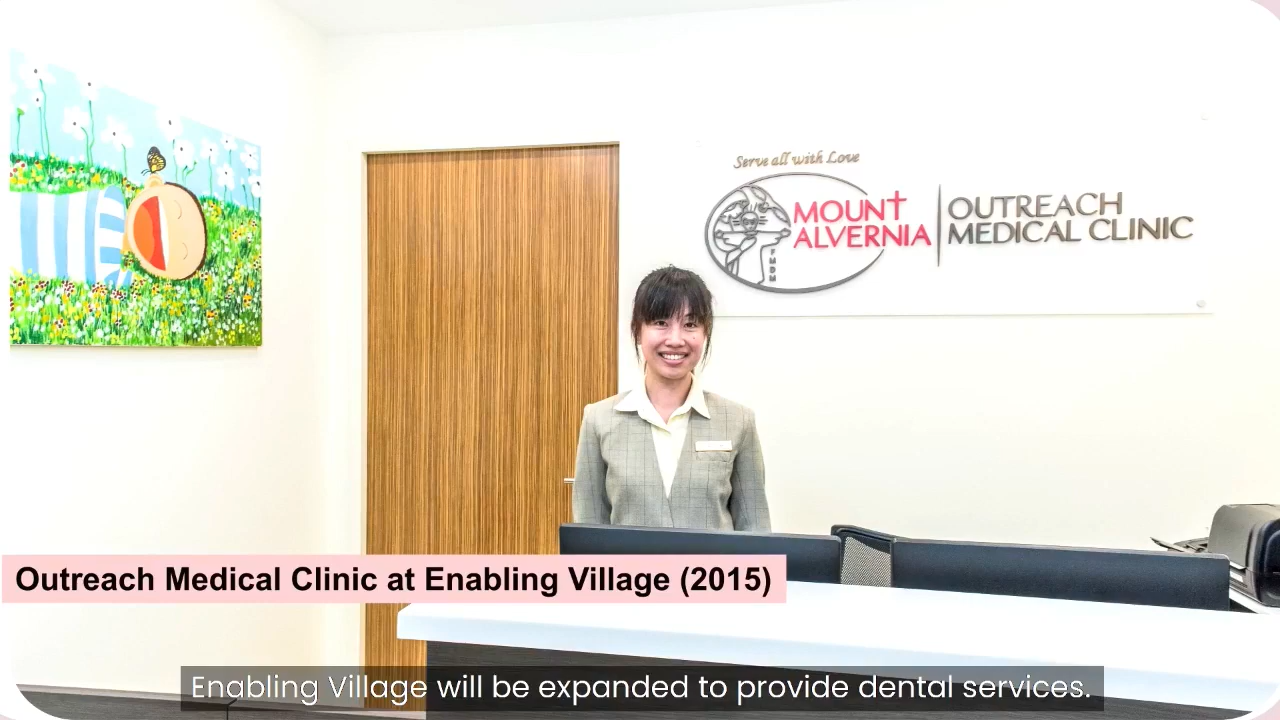 Serve all with Love
MOUNT
ALVERNIA
OUTREACH
MEDICAL CLINIC
FMDM
Outreach Medical Clinic at Enabling Village (2015)
Enabling Village will be expanded to provide dental services.